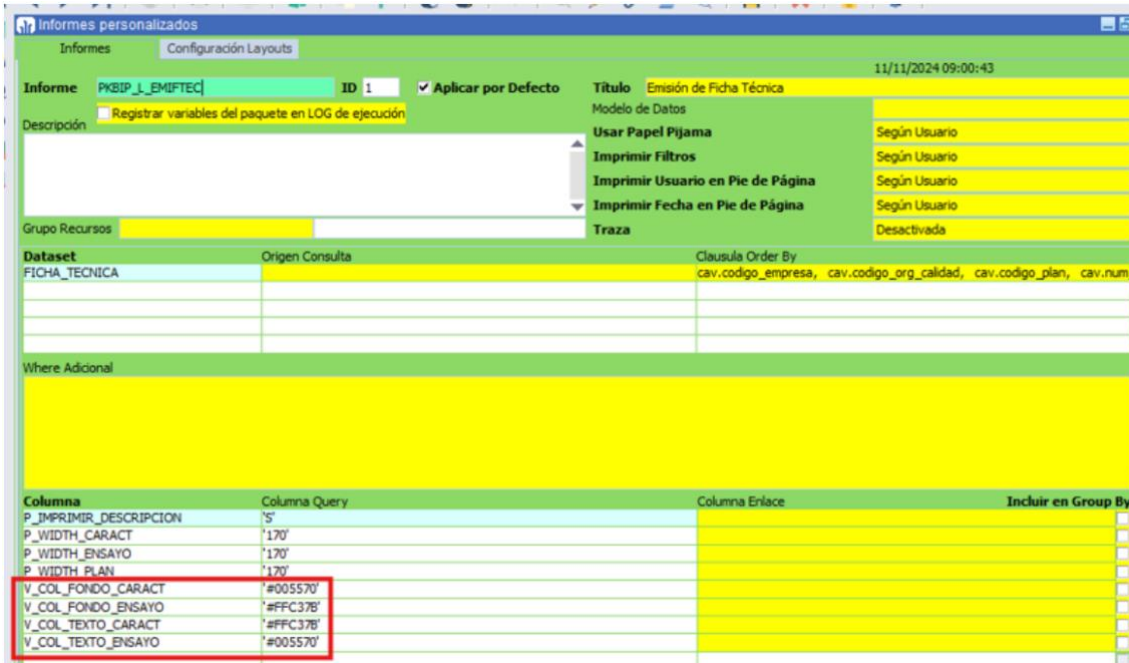 Informes personalizados
Informes Configuración Layouts
11/11/2024 09:00:43
Informe PKBIP_L_EMIFTEC ID 1 Aplicar por Defecto Título Emisión de Ficha Técnica
Registrar variables del paquete en LOG de ejecución Modelo de Datos
Descripción Usar Papel Pijama Según Usuario
Imprimir Filtros Según Usuario
Imprimir Usuario en Pie de Página Según Usuario
Imprimir Fecha en Pie de Página Según Usuario
Grupo Recursos Traza Desactivada
Dataset Origen Consulta Clausula Order By
FICHA_TECNICA cav.codigo_empresa, cav.codigo_org_calidad, cav.codigo_plan, cav.num
Where Adicional
Columna Columna Query Columna Enlace Incluir en Group By
P_IMPRIMIR_DESCRIPCION 'S'
P_WIDTH_CARACT '170'
P_WIDTH_ENSAYO '170'
P_WIDTH_PLAN '170'
V_COL_FONDO_CARACT '#005570'
V_COL_FONDO_ENSAYO '#FFC37B'
V_COL_TEXTO_CARACT '#FFC37B'
V_COL_TEXTO_ENSAYO '#005570'